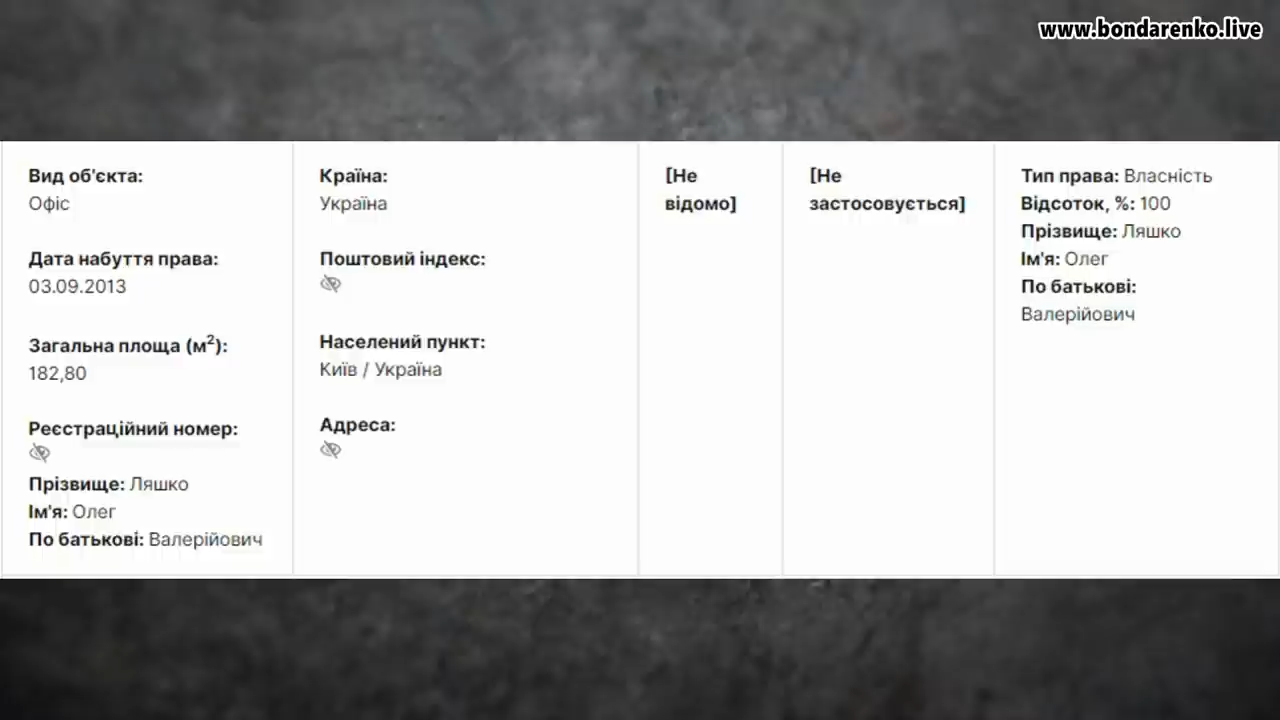 www.bondarenko.live
Вид об'єкта:
Офіс
Дата набуття права:
03.09.2013
Загальна площа (м²):
182,80
Реєстраційний номер:
Прізвище: Ляшко
Ім'я: Олег
По батькові: Валерійович
Країна:
Україна
Поштовий індекс:
Населений пункт:
Київ / Україна
Адреса:
[Не
відомо]
[Не
застосовується]
Тип права: Власність
Відсоток, %: 100
Прізвище: Ляшко
Ім'я: Олег
По батькові:
Валерійович